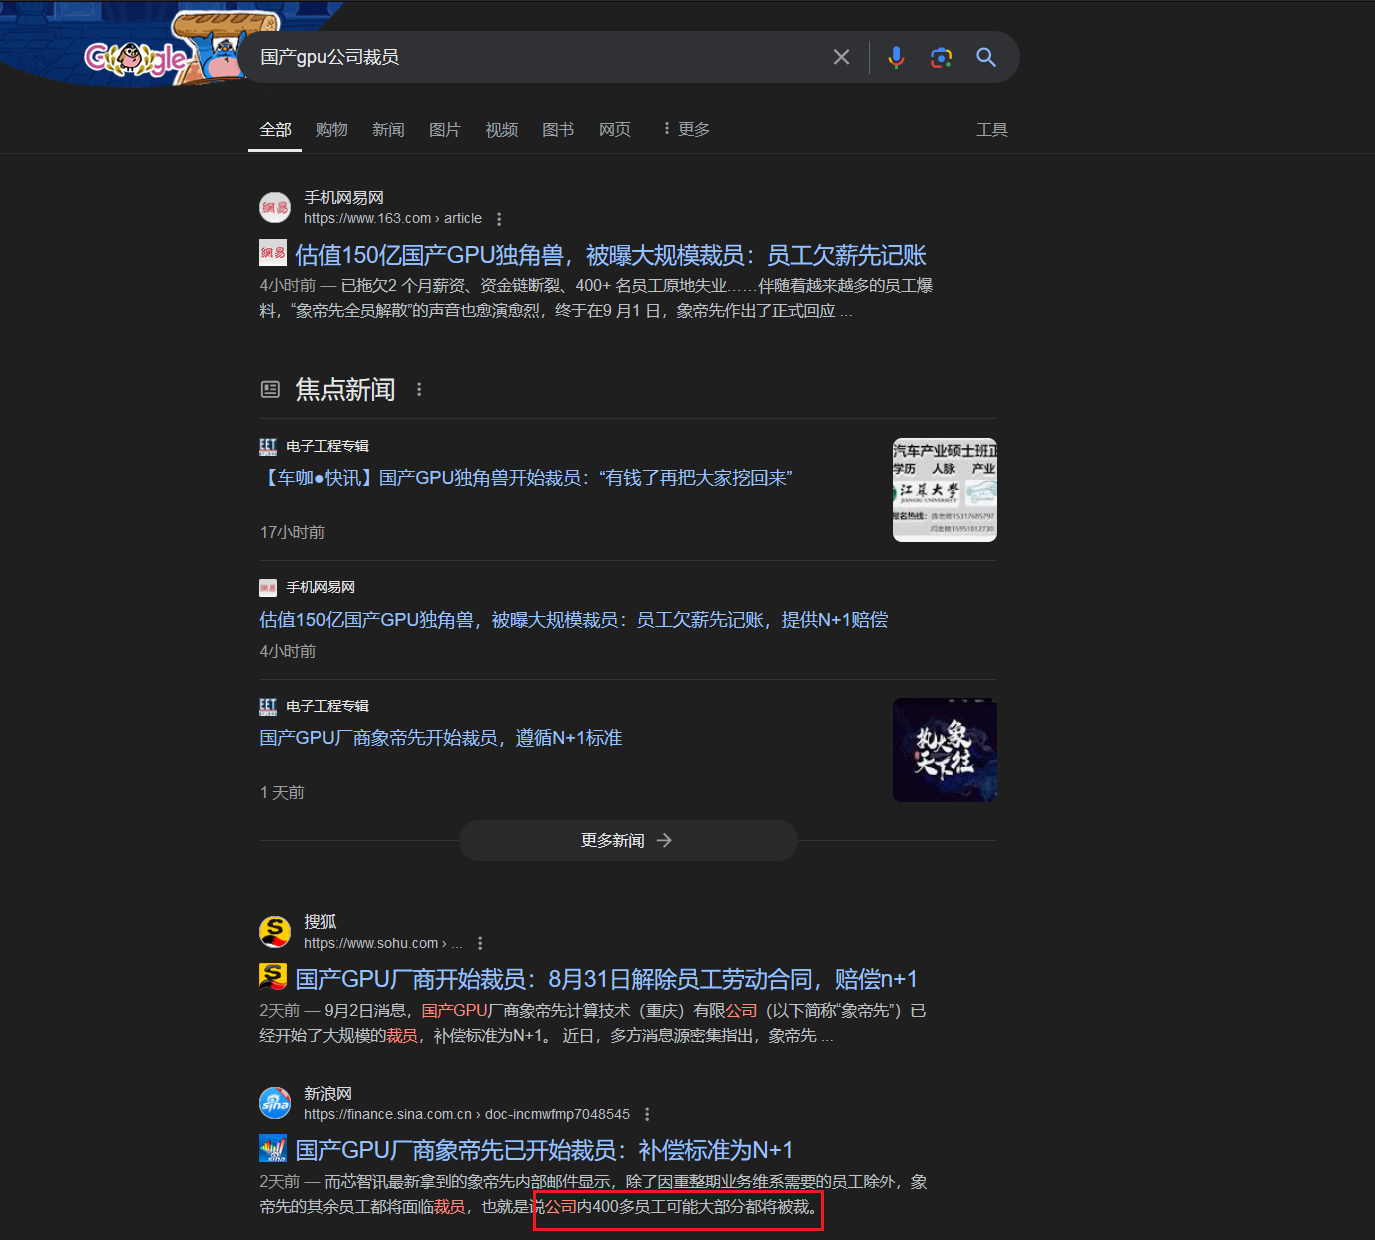 Google
国产gpu公司裁员
全部 购物 新闻 图片 视频 图书 网页 更多 工具
手机网易网
https://www.163.com › article
估值150亿国产GPU独角兽，被曝大规模裁员：员工欠薪先记账
4小时前 — 已拖欠2 个月薪资、资金链断裂、400+ 名员工原地失业……伴随着越来越多的员工爆
料，“象帝先全员解散”的声音也愈演愈烈，终于在9 月1 日，象帝先作出了正式回应 ...
焦点新闻
电子工程专辑
【车咖●快讯】国产GPU独角兽开始裁员：“有钱了再把大家挖回来”
17小时前
汽车产业硕士班正
学历 人脉 产业
江苏大学
JIANGSU UNIVERSITY
手机网易网
估值150亿国产GPU独角兽，被曝大规模裁员：员工欠薪先记账，提供N+1赔偿
4小时前
电子工程专辑
国产GPU厂商象帝先开始裁员，遵循N+1标准
1 天前
执大象
天下往
更多新闻
搜狐
https://www.sohu.com › ...
国产GPU厂商开始裁员：8月31日解除员工劳动合同，赔偿n+1
2天前 — 9月2日消息，国产GPU厂商象帝先计算技术（重庆）有限公司（以下简称“象帝先”）已
经开始了大规模的裁员，补偿标准为N+1。 近日，多方消息源密集指出，象帝先 ...
新浪网
https://finance.sina.com.cn › doc-incmwfmp7048545
国产GPU厂商象帝先已开始裁员：补偿标准为N+1
2天前 — 而芯智讯最新拿到的象帝先内部邮件显示，除了因重整期业务维系需要的员工除外，象
帝先的其余员工都将面临裁员，也就是说公司内400多员工可能大部分都将被裁。